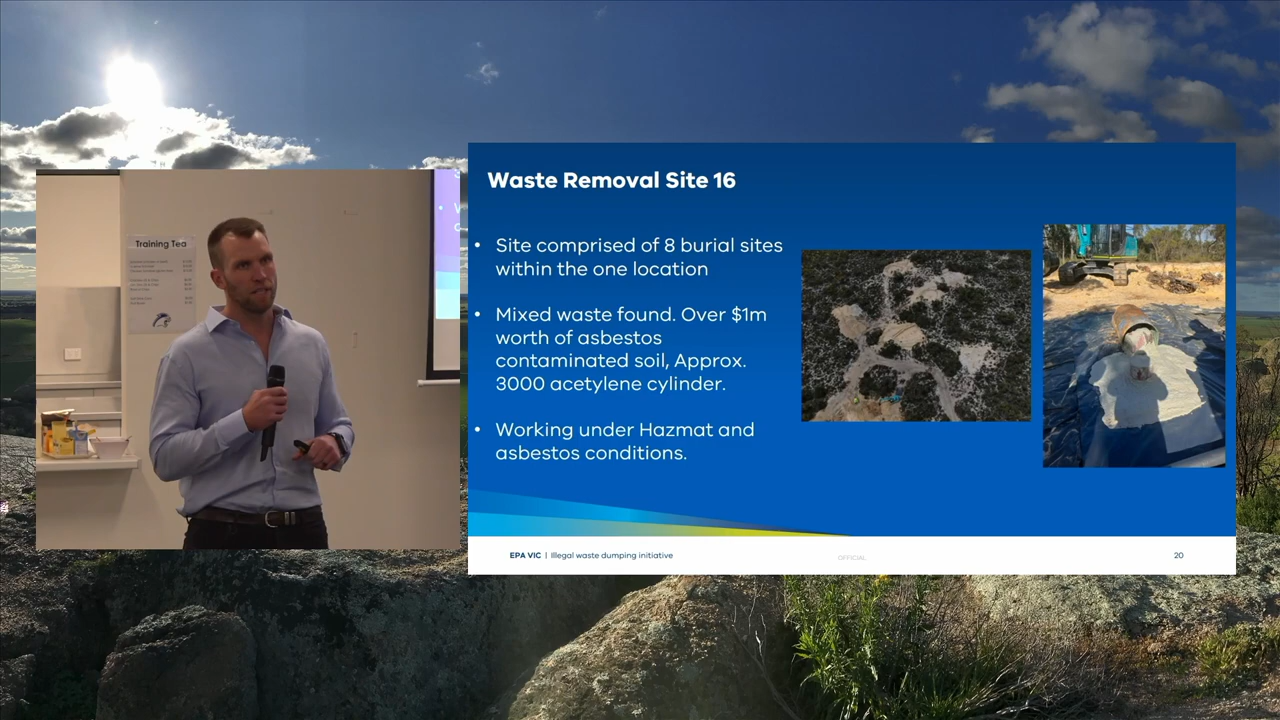 Training Tea
Waste Removal Site 16
• Site comprised of 8 burial sites
within the one location
• Mixed waste found. Over $1m
worth of asbestos
contaminated soil, Approx.
3000 acetylene cylinder.
• Working under Hazmat and
asbestos conditions.
EPA VIC | Illegal waste dumping initiative
OFFICIAL
20